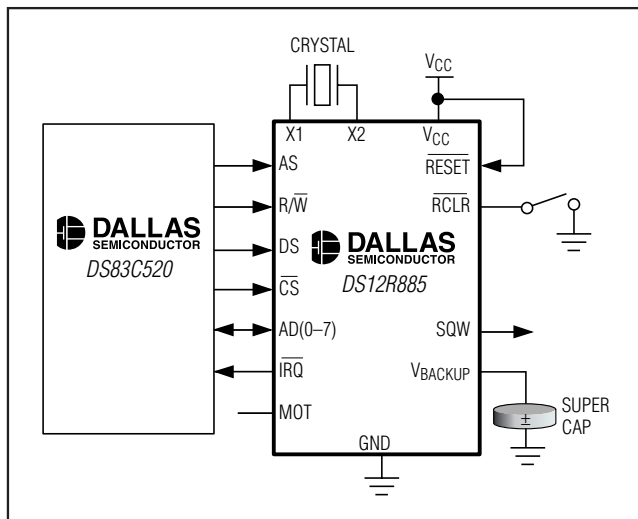 CRYSTAL
VCC
X1
X2
VCC
AS
RESET
R/W
RCLR
DALLAS
SEMICONDUCTOR
DS83C520
DS
DALLAS
SEMICONDUCTOR
DS12R885
CS
AD(0–7)
SQW
IRQ
VBACKUP
MOT
SUPER
CAP
±
GND